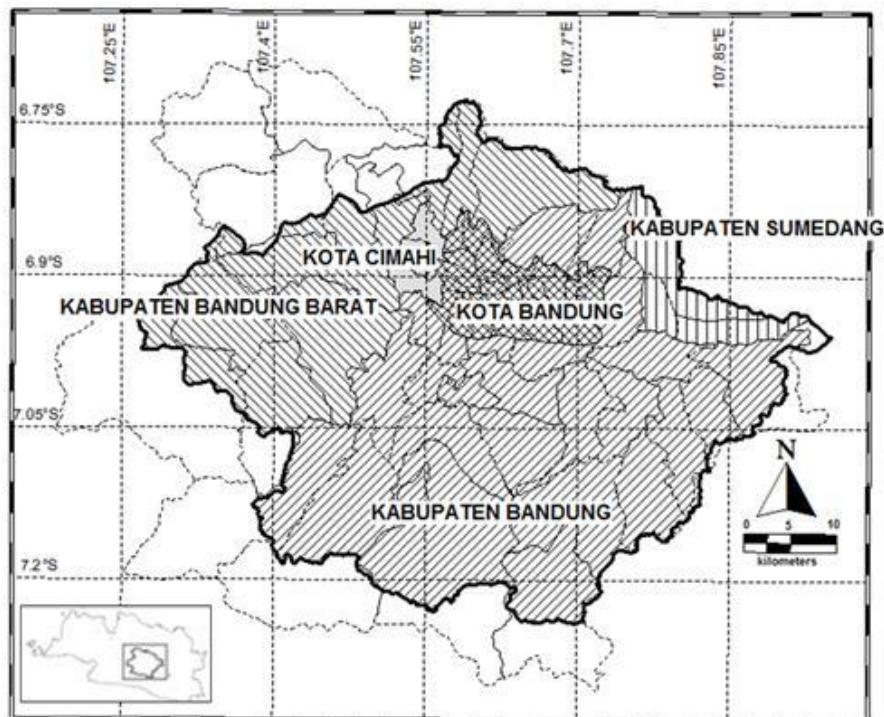 107.25°E
107.4°E
107.55°E
107.7°E
107.85°E
6.75°S
KABUPATEN SUMEDANG
KOTA CIMAHI
6.9°S
KABUPATEN BANDUNG BARAT
KOTA BANDUNG
7.05°S
N
KABUPATEN BANDUNG
0 5 10
kilometers
7.2°S